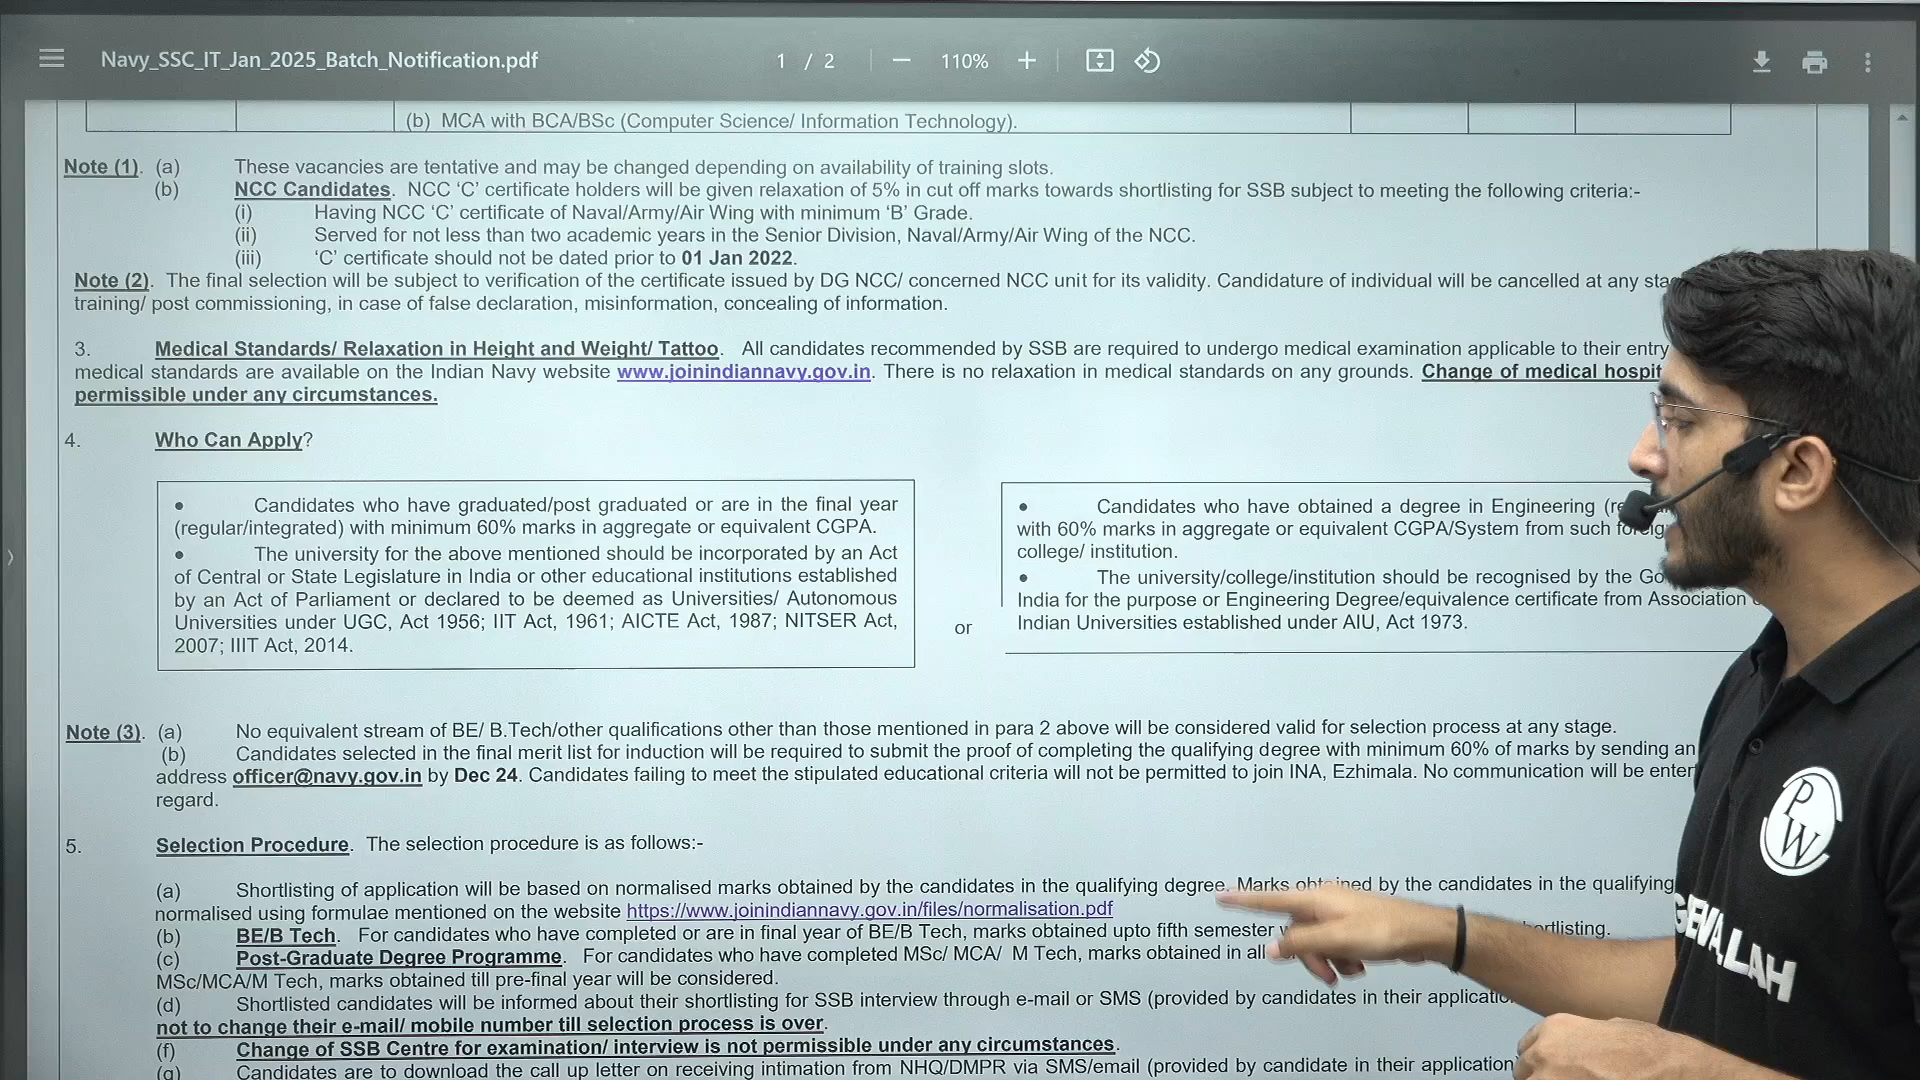 Navy_SSC_IT_Jan_2025_Batch_Notification.pdf 1 / 2 110%
(b) MCA with BCA/BSc (Computer Science/ Information Technology).
Note (1). (a) These vacancies are tentative and may be changed depending on availability of training slots.
(b) NCC Candidates. NCC ‘C’ certificate holders will be given relaxation of 5% in cut off marks towards shortlisting for SSB subject to meeting the following criteria:-
(i) Having NCC ‘C’ certificate of Naval/Army/Air Wing with minimum ‘B’ Grade.
(ii) Served for not less than two academic years in the Senior Division, Naval/Army/Air Wing of the NCC.
(iii) ‘C’ certificate should not be dated prior to 01 Jan 2022.
Note (2). The final selection will be subject to verification of the certificate issued by DG NCC/ concerned NCC unit for its validity. Candidature of individual will be cancelled at any
training/ post commissioning, in case of false declaration, misinformation, concealing of information.
3. Medical Standards/ Relaxation in Height and Weight/ Tattoo. All candidates recommended by SSB are required to undergo medical examination applicable to their entry
medical standards are available on the Indian Navy website www.joinindiannavy.gov.in. There is no relaxation in medical standards on any grounds. Change of medical
permissible under any circumstances.
4. Who Can Apply?
• Candidates who have graduated/post graduated or are in the final year
(regular/integrated) with minimum 60% marks in aggregate or equivalent CGPA.
• The university for the above mentioned should be incorporated by an Act
of Central or State Legislature in India or other educational institutions established
by an Act of Parliament or declared to be deemed as Universities/ Autonomous
Universities under UGC, Act 1956; IIT Act, 1961; AICTE Act, 1987; NITSER Act,
2007; IIIT Act, 2014.
or
• Candidates who have obtained a degree in Engineering
with 60% marks in aggregate or equivalent CGPA/System from such
college/ institution.
• The university/college/institution should be recognised by the
India for the purpose or Engineering Degree/equivalence certificate from Association
Indian Universities established under AIU, Act 1973.
Note (3). (a) No equivalent stream of BE/ B.Tech/other qualifications other than those mentioned in para 2 above will be considered valid for selection process at any stage.
(b) Candidates selected in the final merit list for induction will be required to submit the proof of completing the qualifying degree with minimum 60% of marks by sending an
address officer@navy.gov.in by Dec 24. Candidates failing to meet the stipulated educational criteria will not be permitted to join INA, Ezhimala. No communication will be
regard.
5. Selection Procedure. The selection procedure is as follows:-
(a) Shortlisting of application will be based on normalised marks obtained by the candidates in the qualifying degree. Marks obtained by the candidates in the qualifying
normalised using formulae mentioned on the website https://www.joinindiannavy.gov.in/files/normalisation.pdf
(b) BE/B Tech. For candidates who have completed or are in final year of BE/B Tech, marks obtained upto fifth semester
(c) Post-Graduate Degree Programme. For candidates who have completed MSc/ MCA/ M Tech, marks obtained in all
MSc/MCA/M Tech, marks obtained till pre-final year will be considered.
(d) Shortlisted candidates will be informed about their shortlisting for SSB interview through e-mail or SMS (provided by candidates in their
not to change their e-mail/ mobile number till selection process is over.
(f) Change of SSB Centre for examination/ interview is not permissible under any circumstances.
(g) Candidates are to download the call up letter on receiving intimation from NHQ/DMPR via SMS/email (provided by candidate in their application)
PW